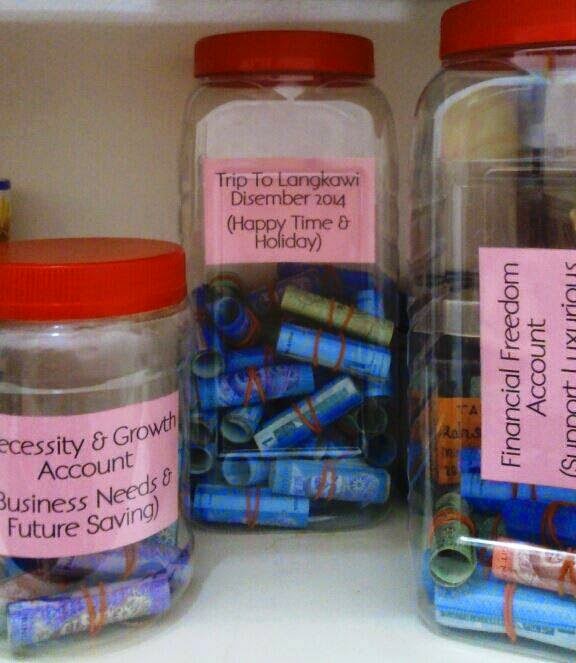 Trip To Langkawi
Disember 2014
(Happy Time &
Holiday)
ecessity & Growth
Account
Business Needs &
Future Saving)
Financial Freedom
Account
(Support Luxurious
TA